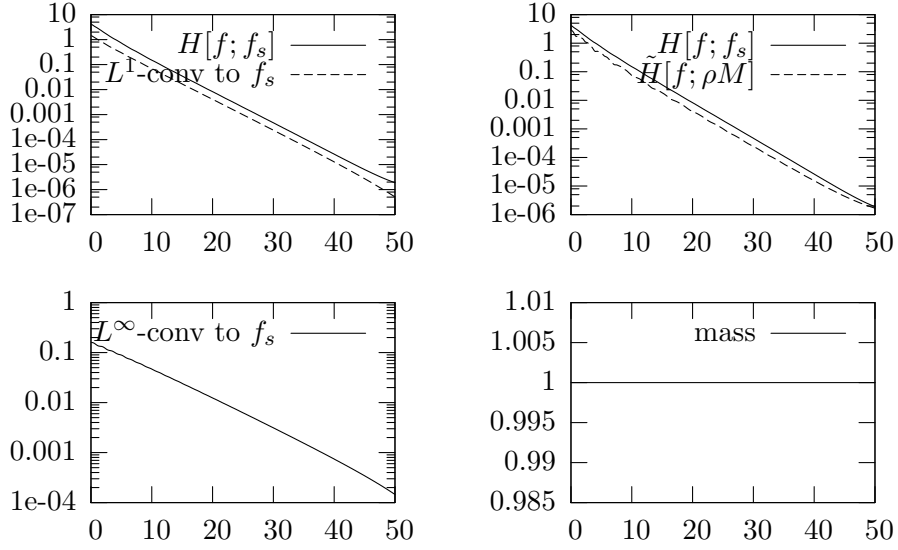 10
1
0.1
0.01
0.001
1e-04
1e-05
1e-06
1e-07
0 10 20 30 40 50
H[f; f_s]
L^1-conv to f_s
10
1
0.1
0.01
0.001
1e-04
1e-05
1e-06
0 10 20 30 40 50
H[f; f_s]
H̃[f; ρM]
1
0.1
0.01
0.001
1e-04
0 10 20 30 40 50
L^∞-conv to f_s
1.01
1.005
1
0.995
0.99
0.985
0 10 20 30 40 50
mass